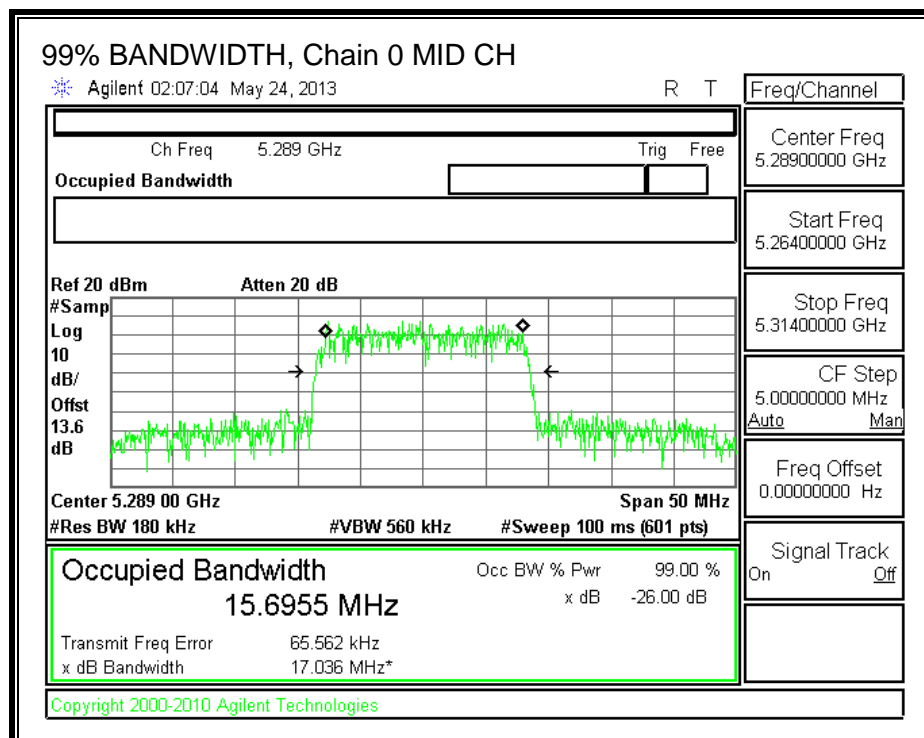 99% BANDWIDTH, Chain 0 MID CH
Agilent 02:07:04 May 24, 2013 R T
Freq/Channel
Ch Freq 5.289 GHz Trig Free
Occupied Bandwidth
Center Freq
5.28900000 GHz
Start Freq
5.26400000 GHz
Stop Freq
5.31400000 GHz
CF Step
5.00000000 MHz
Auto Man
Freq Offset
0.00000000 Hz
Signal Track
On Off
Ref 20 dBm Atten 20 dB
#Samp
Log
10
dB/
Offst
13.6
dB
Center 5.289 00 GHz Span 50 MHz
#Res BW 180 kHz #VBW 560 kHz #Sweep 100 ms (601 pts)
Occupied Bandwidth Occ BW % Pwr 99.00 %
15.6955 MHz x dB -26.00 dB
Transmit Freq Error 65.562 kHz
x dB Bandwidth 17.036 MHz*
Copyright 2000-2010 Agilent Technologies